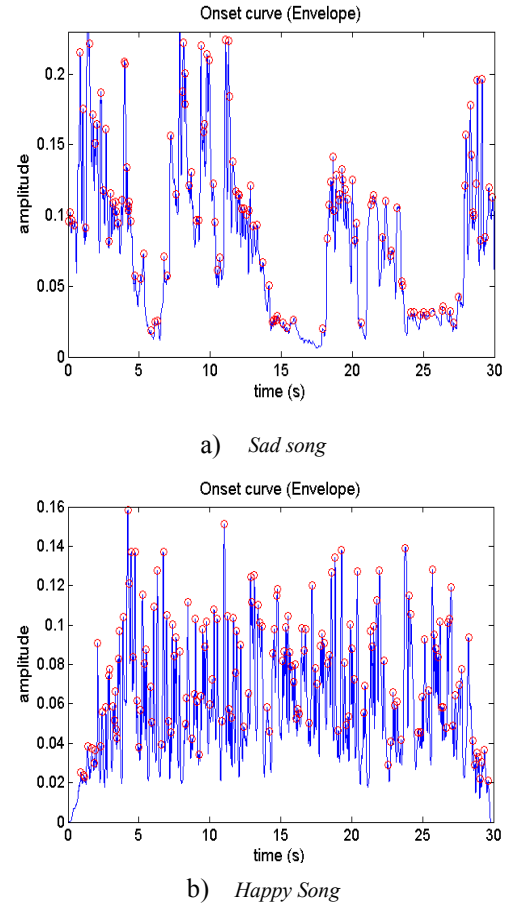 Onset curve (Envelope)
0.2
0.15
0.1
0.05
0
amplitude
0 5 10 15 20 25 30
time (s)
a) Sad song
Onset curve (Envelope)
0.16
0.14
0.12
0.1
0.08
0.06
0.04
0.02
0
amplitude
0 5 10 15 20 25 30
time (s)
b) Happy Song